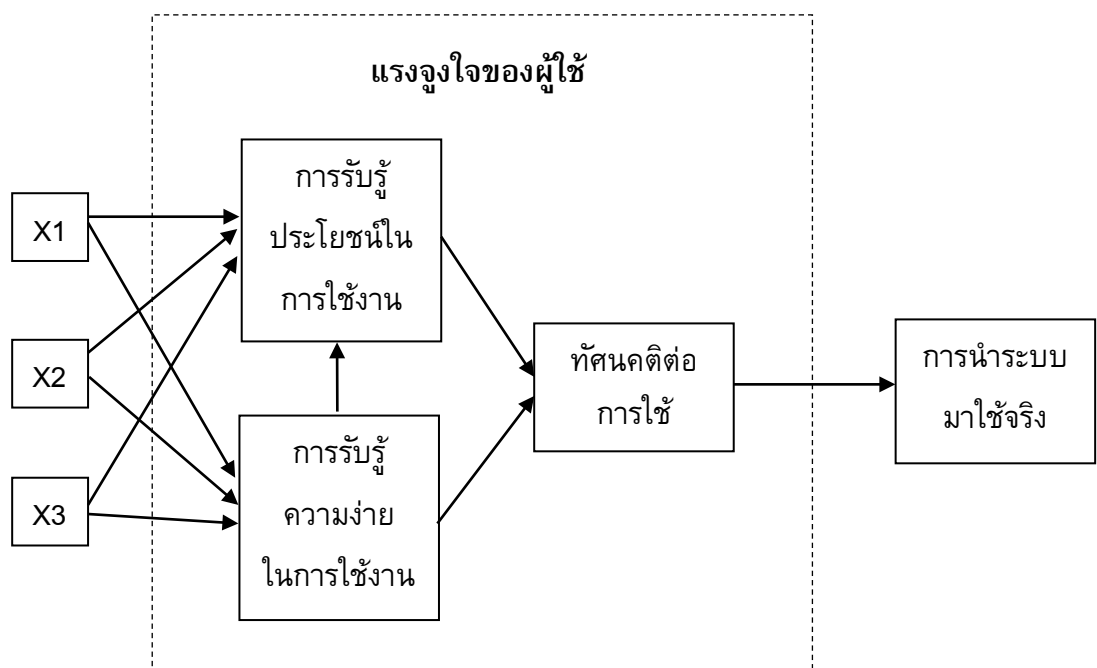 แรงจูงใจของผู้ใช้
การรับรู้
ประโยชน์ใน
การใช้งาน
X1
X2
X3
การรับรู้
ความง่าย
ในการใช้งาน
ทัศนคติต่อ
การใช้
การนำระบบ
มาใช้จริง